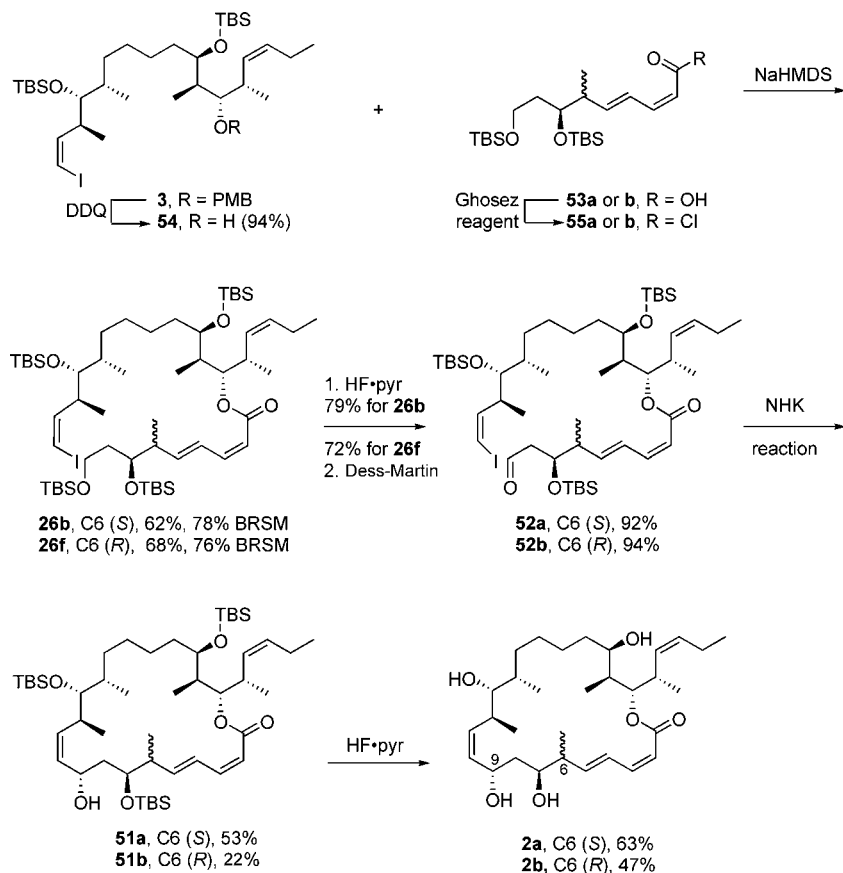 TBS
O
TBSO
OR
I
3, R = PMB
DDQ
54, R = H (94%)
+
O
R
TBSO
OTBS
Ghosez
reagent
53a or b, R = OH
55a or b, R = Cl
NaHMDS
TBS
O
TBSO
O
O
I
TBSO
OTBS
26b, C6 (S), 62%, 78% BRSM
26f, C6 (R), 68%, 76% BRSM
1. HF•pyr
79% for 26b
72% for 26f
2. Dess-Martin
TBS
O
TBSO
O
O
I
O
OTBS
52a, C6 (S), 92%
52b, C6 (R), 94%
NHK
reaction
TBS
O
TBSO
O
O
OH
OTBS
51a, C6 (S), 53%
51b, C6 (R), 22%
HF•pyr
OH
HO
O
O
9
6
OH
OH
2a, C6 (S), 63%
2b, C6 (R), 47%